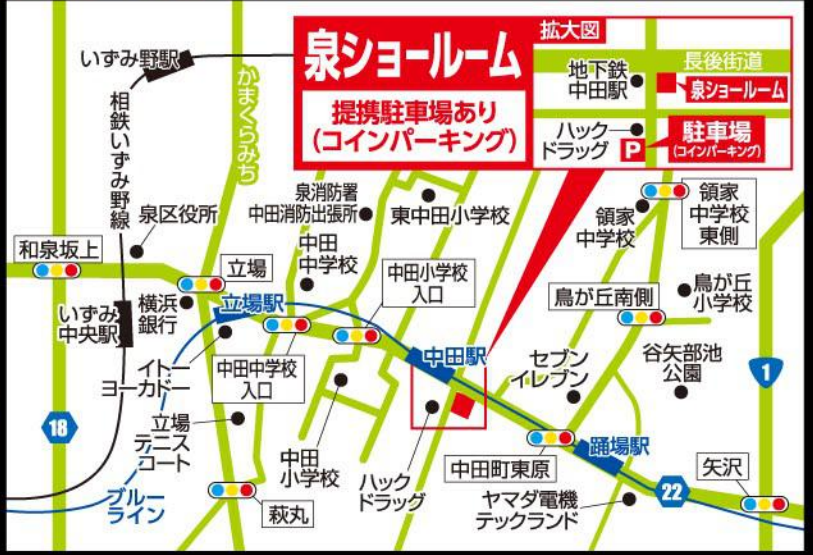 泉ショールーム
提携駐車場あり
(コインパーキング)
拡大図
長後街道
地下鉄
中田駅
泉ショールーム
ハック
ドラッグ
P
駐車場
(コインパーキング)
いずみ野駅
相鉄いずみ野線
かまくらみち
泉区役所
泉消防署
中田消防出張所
東中田小学校
領家
中学校
領家
中学校
東側
和泉坂上
立場
中田
中学校
中田小学校
入口
鳥が丘南側
鳥が丘
小学校
いずみ
中央駅
横浜
銀行
立場駅
イトー
ヨーカドー
中田中学校
入口
中田駅
セブン
イレブン
谷矢部池
公園
1
18
立場
テニス
コート
中田
小学校
ハック
ドラッグ
中田町東原
踊場駅
ブルー
ライン
萩丸
ヤマダ電機
テックランド
22
矢沢